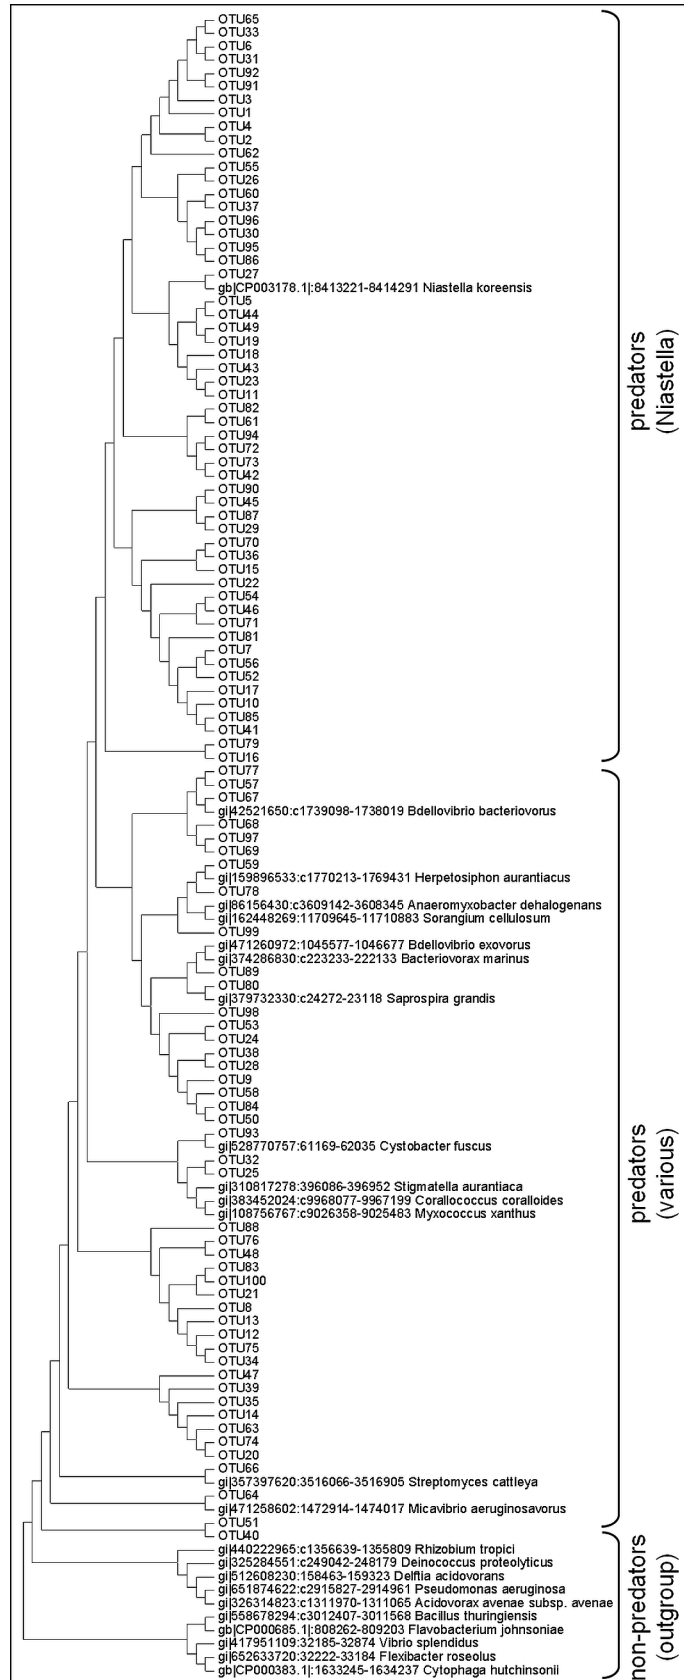 OTU65
OTU33
OTU6
OTU31
OTU92
OTU91
OTU3
OTU1
OTU4
OTU2
OTU62
OTU55
OTU26
OTU60
OTU37
OTU96
OTU30
OTU95
OTU86
OTU27
gb|CP003178.1|:8413221-8414291 Niastella koreensis
OTU5
OTU44
OTU49
OTU19
OTU18
OTU43
OTU23
OTU11
OTU82
OTU61
OTU94
OTU72
OTU73
OTU42
OTU90
OTU45
OTU87
OTU29
OTU70
OTU36
OTU15
OTU22
OTU54
OTU46
OTU71
OTU81
OTU7
OTU56
OTU52
OTU17
OTU10
OTU85
OTU41
OTU79
OTU16
predators
(Niastella)
OTU77
OTU57
OTU67
gi|42521650:c1739098-1738019 Bdellovibrio bacteriovorus
OTU68
OTU97
OTU69
OTU59
gi|159896533:c1770213-1769431 Herpetosiphon aurantiacus
OTU78
gi|86156430:c3609142-3608345 Anaeromyxobacter dehalogenans
gi|162448269:11709645-11710883 Sorangium cellulosum
OTU99
gi|471260972:1045577-1046677 Bdellovibrio exovorus
gi|374286830:c223233-222133 Bacteriovorax marinus
OTU89
OTU80
gi|379732330:c24272-23118 Saprospira grandis
OTU98
OTU53
OTU24
OTU38
OTU28
OTU9
OTU58
OTU84
OTU50
OTU93
gi|528770757:61169-62035 Cystobacter fuscus
OTU32
OTU25
gi|310817278:396086-396952 Stigmatella aurantiaca
gi|383452024:c9968077-9967199 Corallococcus coralloides
gi|108756767:c9026358-9025483 Myxococcus xanthus
OTU88
OTU76
OTU48
OTU83
OTU100
OTU21
OTU8
OTU13
OTU12
OTU75
OTU34
OTU47
OTU39
OTU35
OTU14
OTU63
OTU74
OTU20
OTU66
gi|357397620:3516066-3516905 Streptomyces cattleya
OTU64
gi|471258602:1472914-1474017 Micavibrio aeruginosavorus
OTU51
OTU40
predators
(various)
gi|440222965:c1356639-1355809 Rhizobium tropici
gi|325284551:c249042-248179 Deinococcus proteolyticus
gi|512608230:158463-159323 Delftia acidovorans
gi|651874622:c2915827-2914961 Pseudomonas aeruginosa
gi|326314823:c1311970-1311065 Acidovorax avenae subsp. avenae
gi|558678294:c3012407-3011568 Bacillus thuringiensis
gb|CP000685.1|:808262-809203 Flavobacterium johnsoniae
gi|417951109:32185-32874 Vibrio splendidus
gi|652633720:32222-33184 Flexibacter roseolus
gb|CP000383.1|:1633245-1634237 Cytophaga hutchinsonii
non-predators
(outgroup)